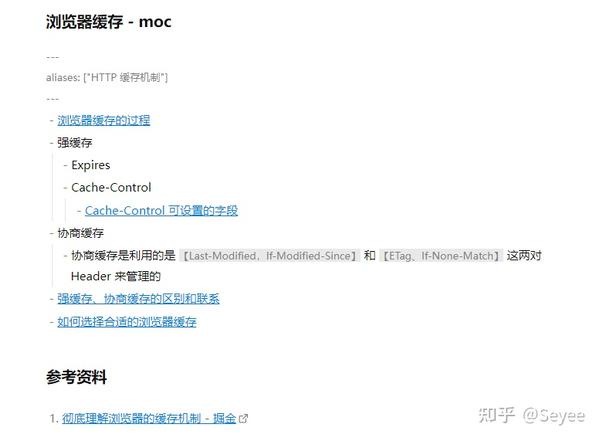 浏览器缓存 - moc
---
aliases: ["HTTP 缓存机制"]
---
- 浏览器缓存的过程
- 强缓存
- Expires
- Cache-Control
- Cache-Control 可设置的字段
- 协商缓存
- 协商缓存是利用的是【Last-Modified，If-Modified-Since】和【ETag、If-None-Match】这两对
Header 来管理的
- 强缓存、协商缓存的区别和联系
- 如何选择合适的浏览器缓存
参考资料
1. 彻底理解浏览器的缓存机制 - 掘金
知乎 @Seyee